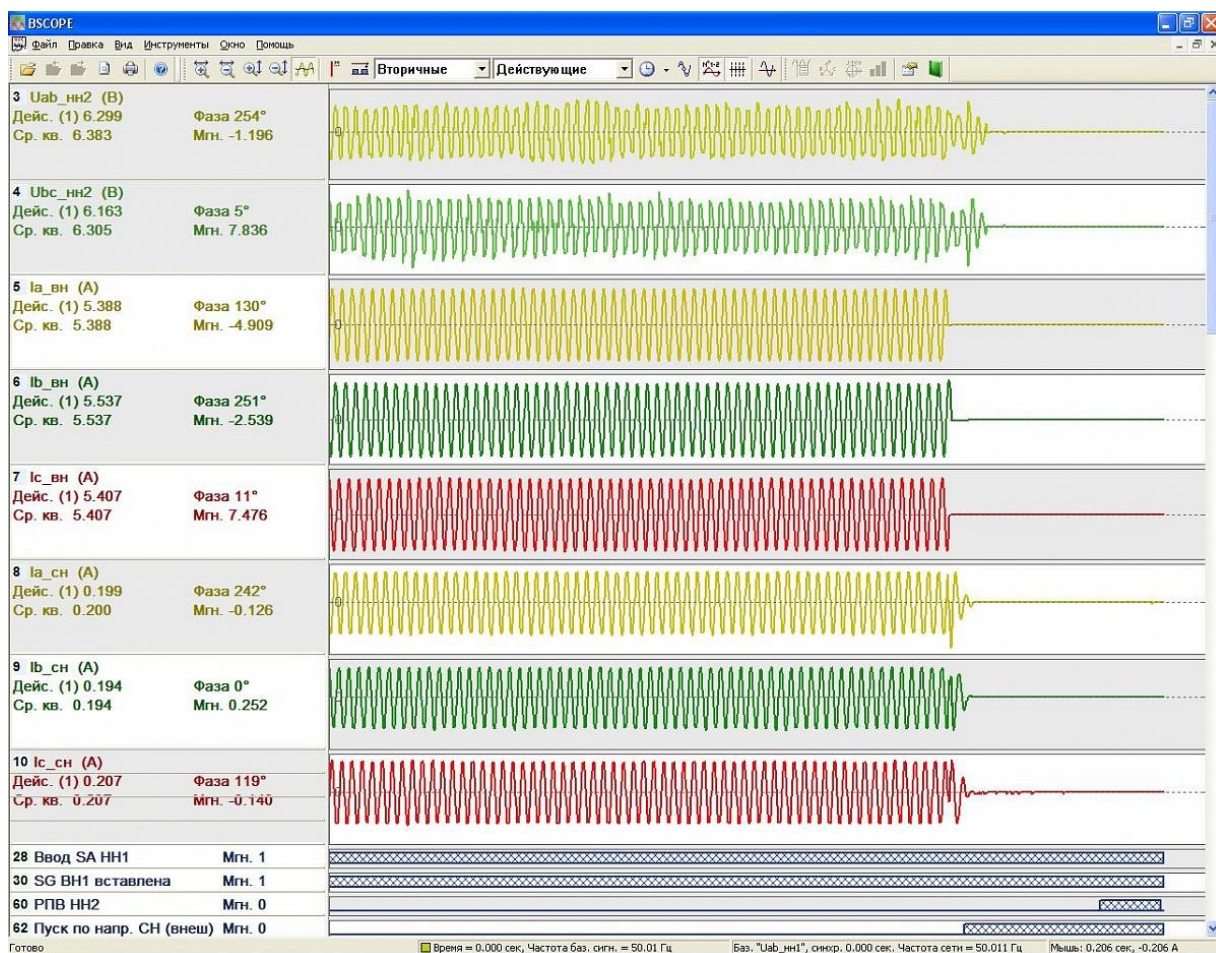 BSCOPE
Файл Правка Вид Инструменты Окно Помощь
Вторичные Действующие
3 Uab_нн2 (В)
Дейс. (1) 6.299 Фаза 254°
Ср. кв. 6.383 Мгн. -1.196
0
4 Ubc_нн2 (В)
Дейс. (1) 6.163 Фаза 5°
Ср. кв. 6.305 Мгн. 7.836
5 Ia_вн (А)
Дейс. (1) 5.388 Фаза 130°
Ср. кв. 5.388 Мгн. -4.909
0
6 Ib_вн (А)
Дейс. (1) 5.537 Фаза 251°
Ср. кв. 5.537 Мгн. -2.539
0
7 Ic_вн (А)
Дейс. (1) 5.407 Фаза 11°
Ср. кв. 5.407 Мгн. 7.476
8 Ia_сн (А)
Дейс. (1) 0.199 Фаза 242°
Ср. кв. 0.200 Мгн. -0.126
0
9 Ib_сн (А)
Дейс. (1) 0.194 Фаза 0°
Ср. кв. 0.194 Мгн. 0.252
10 Ic_сн (А)
Дейс. (1) 0.207 Фаза 119°
Ср. кв. 0.207 Мгн. -0.140
28 Ввод SA НН1 Мгн. 1
30 SG ВН1 вставлена Мгн. 1
60 РПВ НН2 Мгн. 0
62 Пуск по напр. СН (внеш) Мгн. 0
Готово Время = 0.000 сек, Частота баз. сигн. = 50.01 Гц Баз. "Uab_нн1", синхр. 0.000 сек. Частота сети = 50.011 Гц Мышь: 0.206 сек, -0.206 А